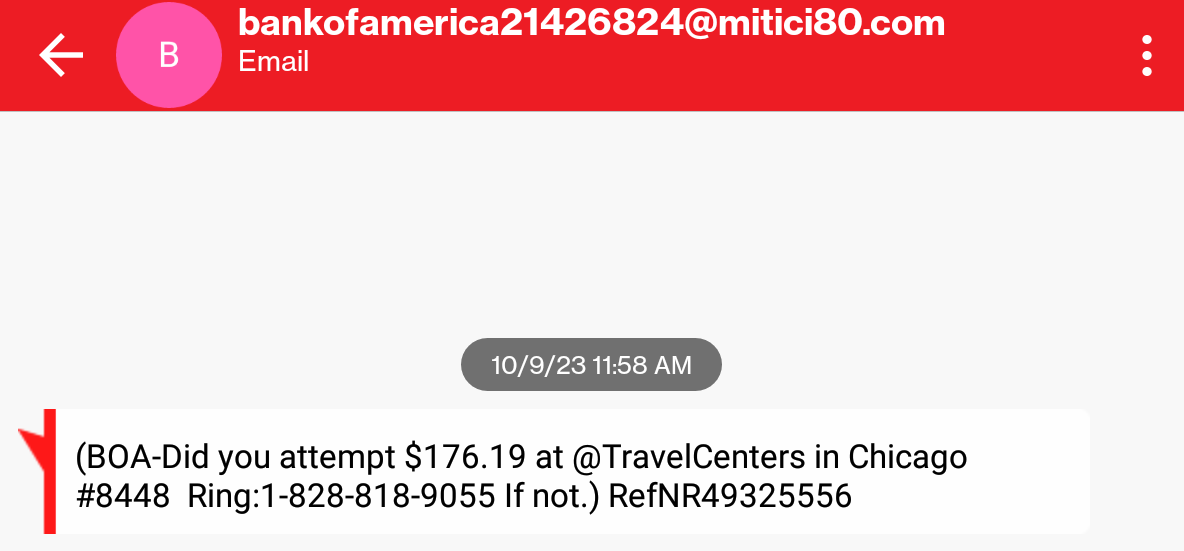 bankofamerica21426824@mitici80.com
B
Email
10/9/23 11:58 AM
(BOA-Did you attempt $176.19 at @TravelCenters in Chicago
#8448  Ring:1-828-818-9055 If not.) RefNR49325556